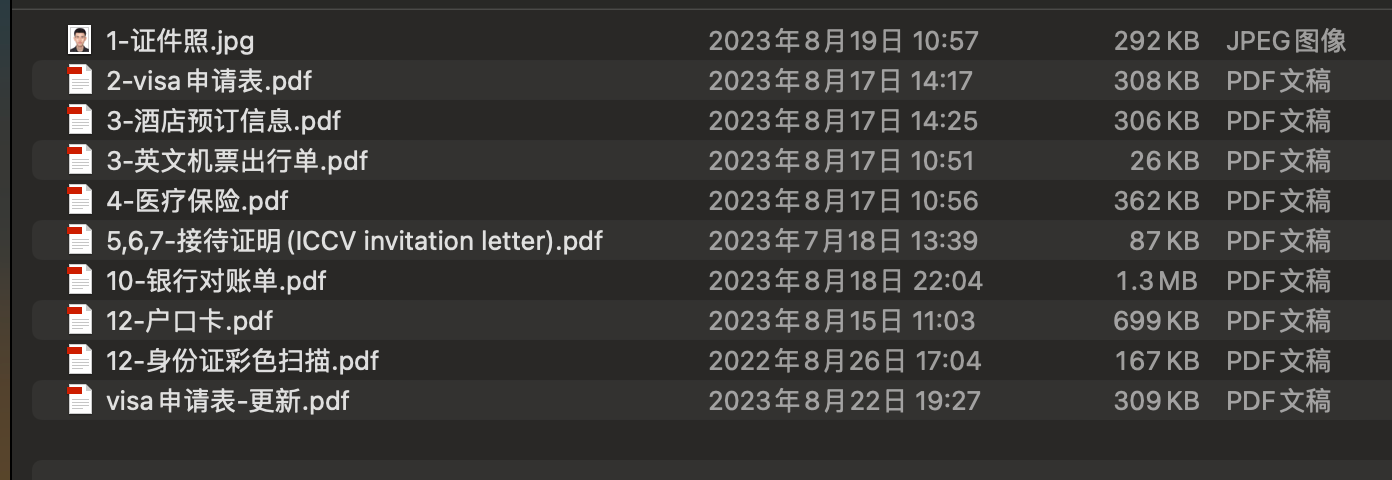 1-证件照.jpg 2023年8月19日 10:57 292 KB JPEG图像
2-visa申请表.pdf 2023年8月17日 14:17 308 KB PDF文稿
3-酒店预订信息.pdf 2023年8月17日 14:25 306 KB PDF文稿
3-英文机票出行单.pdf 2023年8月17日 10:51 26 KB PDF文稿
4-医疗保险.pdf 2023年8月17日 10:56 362 KB PDF文稿
5,6,7-接待证明(ICCV invitation letter).pdf 2023年7月18日 13:39 87 KB PDF文稿
10-银行对账单.pdf 2023年8月18日 22:04 1.3 MB PDF文稿
12-户口卡.pdf 2023年8月15日 11:03 699 KB PDF文稿
12-身份证彩色扫描.pdf 2022年8月26日 17:04 167 KB PDF文稿
visa申请表-更新.pdf 2023年8月22日 19:27 309 KB PDF文稿